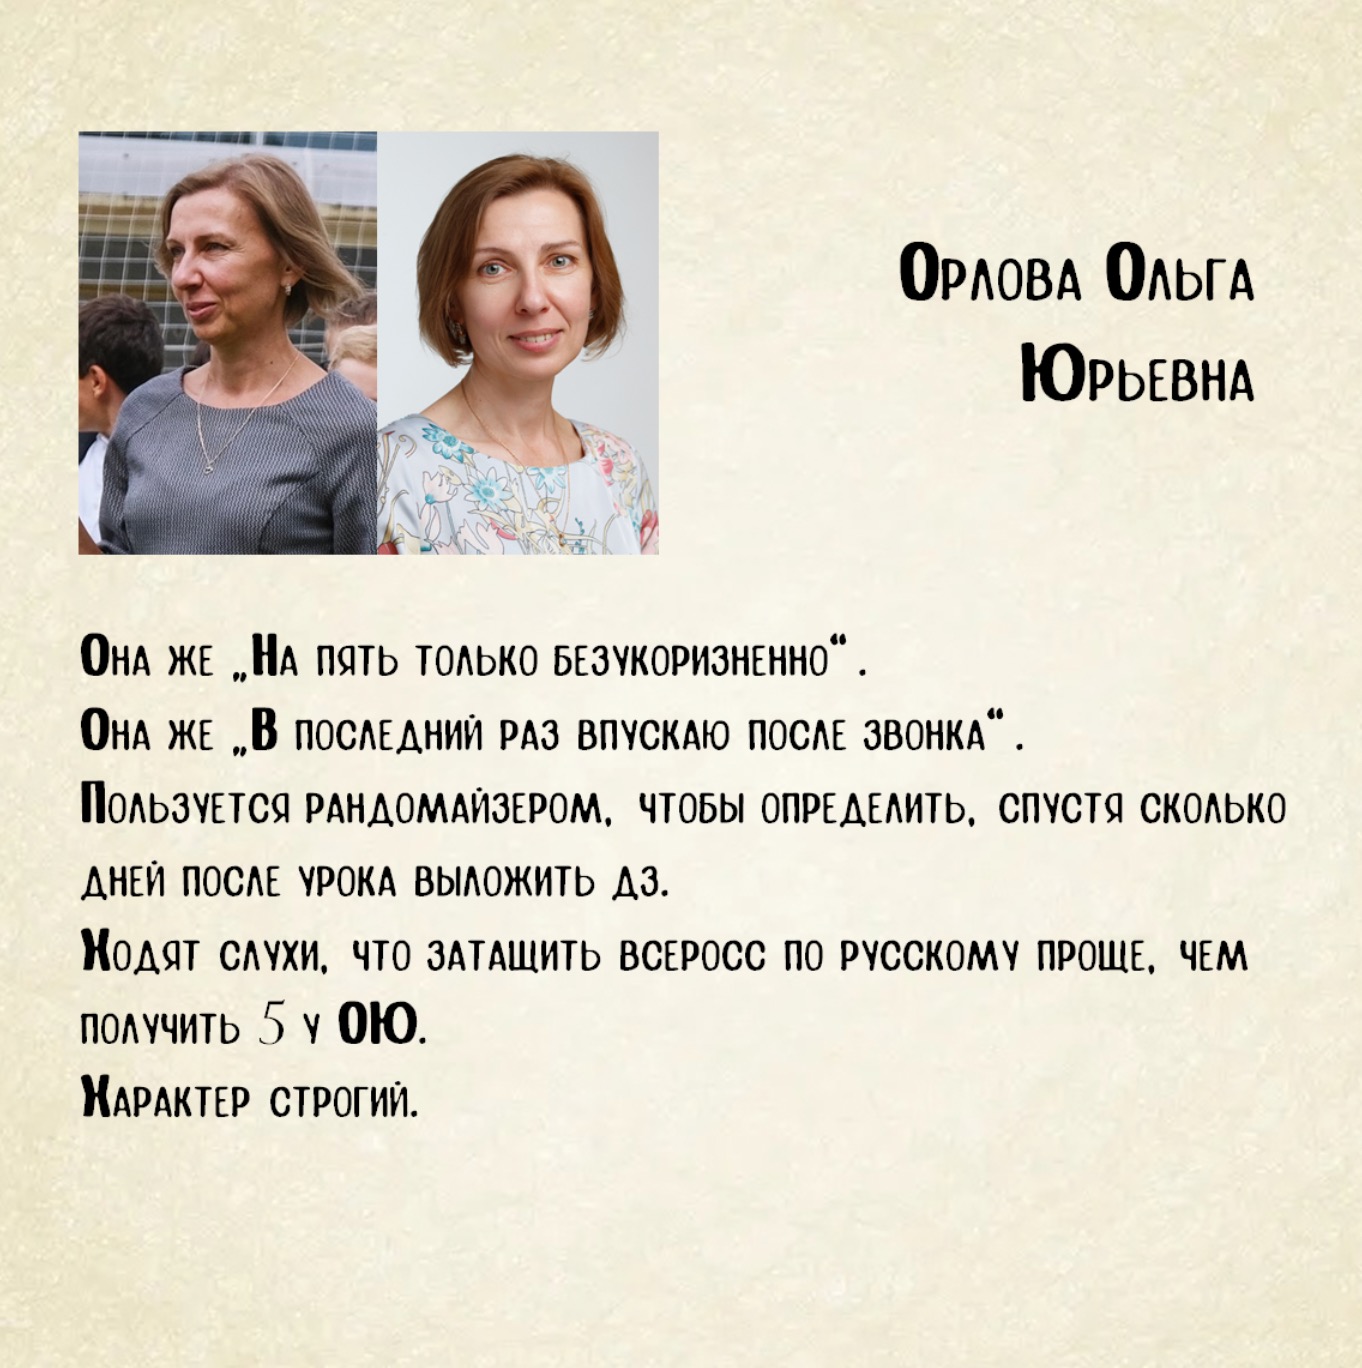 Орлова Ольга
Юрьевна
Она же „На пять только безукоризненно“.
Она же „В последний раз впускаю после звонка“.
Пользуется рандомайзером, чтобы определить, спустя сколько
дней после урока выложить дз.
Ходят слухи, что затащить всеросс по русскому проще, чем
получить 5 у ОЮ.
Характер строгий.